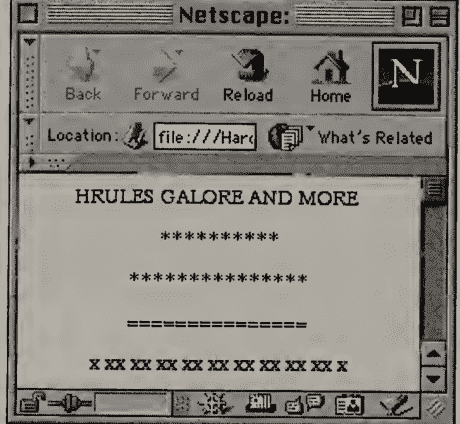 Netscape:
N
Back Forward Reload Home
Location: file:///Hard What's Related
HRULES GALORE AND MORE
**********
***************
===============
x xx xx xx xx xx xx xx xx xx x